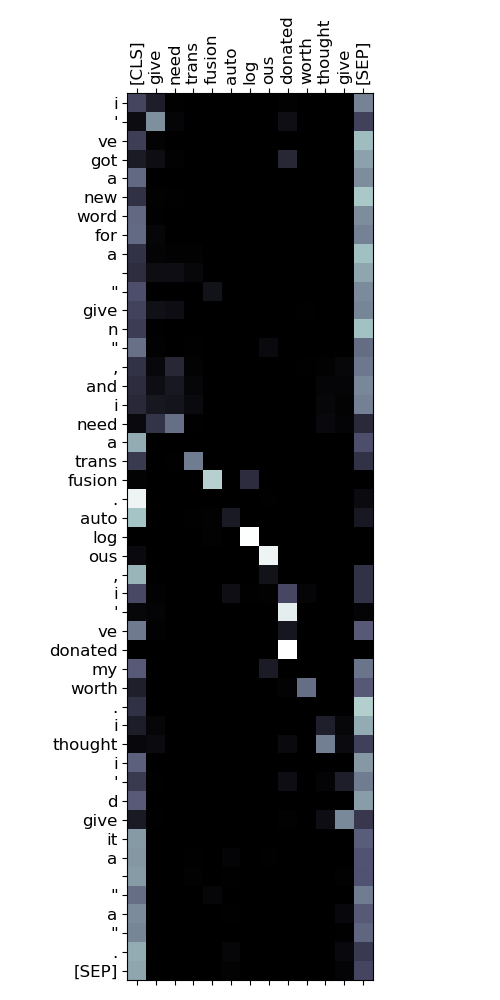 [CLS]
give
need
trans
fusion
auto
log
ous
donated
worth
thought
give
[SEP]
i
'
ve
got
a
new
word
for
a
-
"
give
n
"
,
and
i
need
a
trans
fusion
.
auto
log
ous
,
i
'
ve
donated
my
worth
.
i
thought
i
'
d
give
it
a
-
"
a
"
.
[SEP]